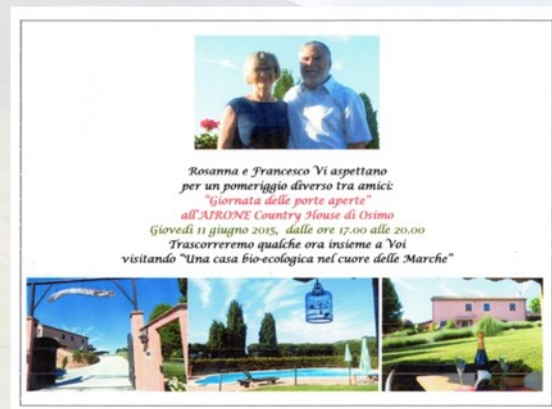 Rosanna e Francesco Vi aspettano
per un pomeriggio diverso tra amici:
"Giornata delle porte aperte"
all'AIRONE Country House di Osimo
Giovedì 11 giugno 2015, dalle ore 17.00 alle 20.00
Trascorreremo qualche ora insieme a Voi
visitando "Una casa bio-ecologica nel cuore delle Marche"